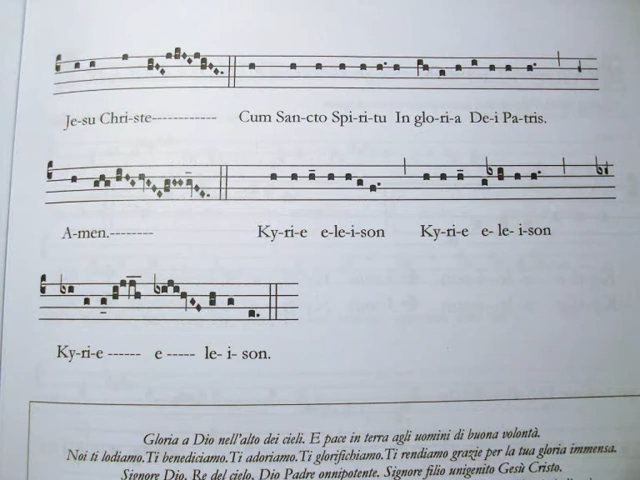 Je-su Chri-ste------------ Cum San-cto Spi-ri-tu In glo-ri-a De-i Pa-tris.
A-men.-------- Ky-ri-e e-le-i-son Ky-ri-e e- le- i-son
Ky-ri-e ------ e ----- le- i- son.
Gloria a Dio nell'alto dei cieli. E pace in terra agli uomini di buona volontà.
Noi ti lodiamo. Ti benediciamo. Ti adoriamo. Ti glorifichiamo. Ti rendiamo grazie per la tua gloria immensa.
Signore Dio, Re del cielo, Dio Padre onnipotente. Signore filio unigenito Gesù Cristo.